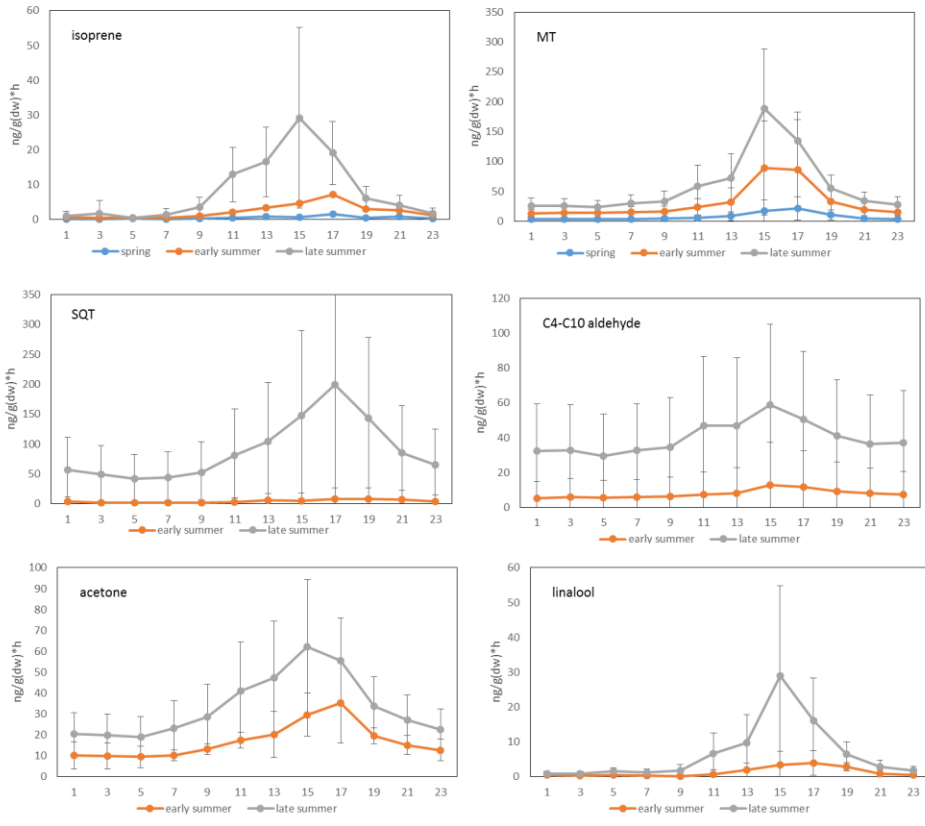 isoprene
ng/g(dw)*h
60
50
40
30
20
10
0
1 3 5 7 9 11 13 15 17 19 21 23
spring early summer late summer
MT
ng/g(dw)*h
350
300
250
200
150
100
50
0
1 3 5 7 9 11 13 15 17 19 21 23
spring early summer late summer
SQT
ng/g(dw)*h
350
300
250
200
150
100
50
0
1 3 5 7 9 11 13 15 17 19 21 23
early summer late summer
C4-C10 aldehyde
ng/g(dw)*h
120
100
80
60
40
20
0
1 3 5 7 9 11 13 15 17 19 21 23
early summer late summer
acetone
ng/g(dw)*h
100
90
80
70
60
50
40
30
20
10
0
1 3 5 7 9 11 13 15 17 19 21 23
early summer late summer
linalool
ng/g(dw)*h
60
50
40
30
20
10
0
1 3 5 7 9 11 13 15 17 19 21 23
early summer late summer